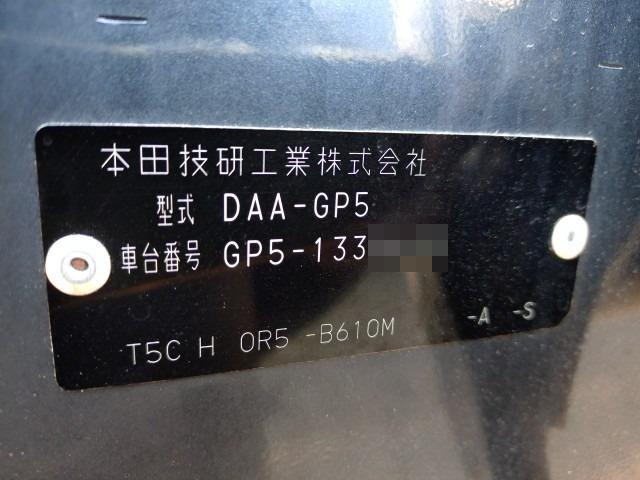 本田技研工業株式会社
型式 DAA-GP5
車台番号 GP5-133
T5C H OR5 -B610M -A -S